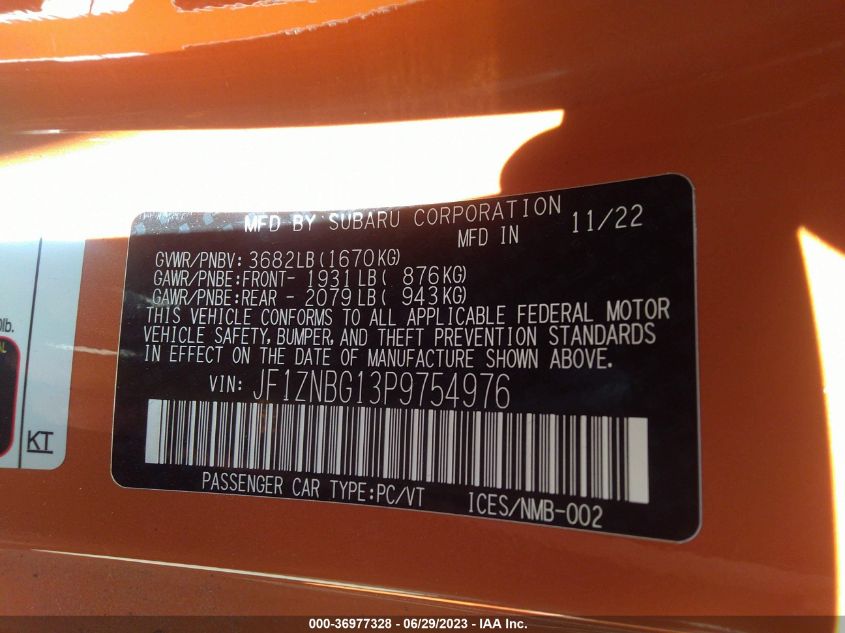 MFD BY SUBARU CORPORATION
MFD IN 11/22
GVWR/PNBV: 3682LB(1670KG)
GAWR/PNBE:FRONT- 1931LB( 876KG)
GAWR/PNBE:REAR - 2079LB( 943KG)
THIS VEHICLE CONFORMS TO ALL APPLICABLE FEDERAL MOTOR
VEHICLE SAFETY, BUMPER, AND THEFT PREVENTION STANDARDS
IN EFFECT ON THE DATE OF MANUFACTURE SHOWN ABOVE.
VIN: JF1ZNBG13P9754976
PASSENGER CAR TYPE:PC/VT ICES/NMB-002
lb.
KT
000-36977328 - 06/29/2023 - IAA Inc.